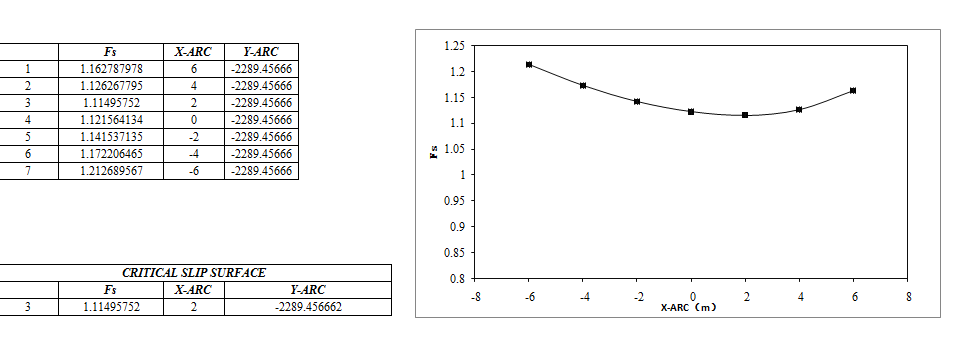 Fs X-ARC Y-ARC
1 1.162787978 6 -2289.45666
2 1.126267795 4 -2289.45666
3 1.11495752 2 -2289.45666
4 1.121564134 0 -2289.45666
5 1.141537135 -2 -2289.45666
6 1.172206465 -4 -2289.45666
7 1.212689567 -6 -2289.45666
CRITICAL SLIP SURFACE
Fs X-ARC Y-ARC
3 1.11495752 2 -2289.456662
1.25
1.2
1.15
1.1
1.05
1
0.95
0.9
0.85
0.8
Fs
-8 -6 -4 -2 0 2 4 6 8
X-ARC (m)